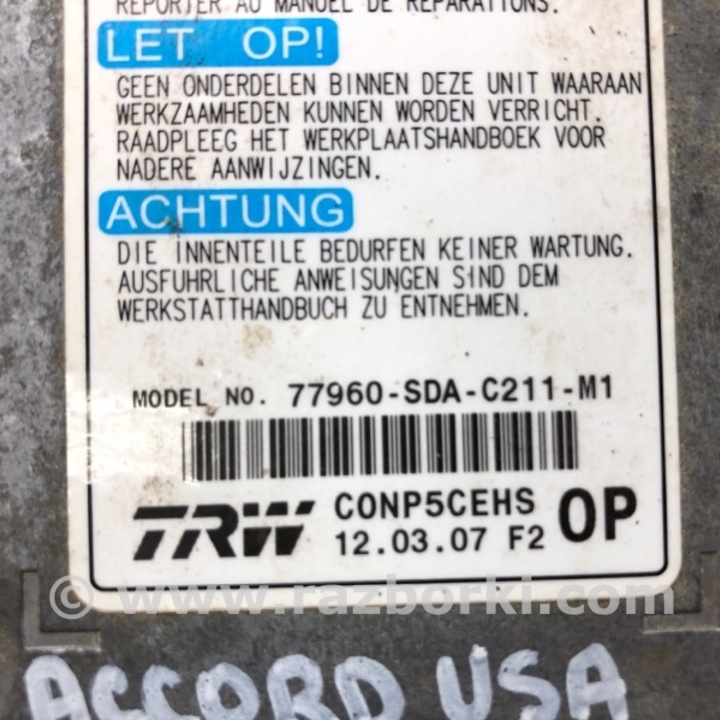 REPORTER AU MANUEL DE REPARATIONS.
LET OP!
GEEN ONDERDELEN BINNEN DEZE UNIT WAARAAN
WERKZAAMHEDEN KUNNEN WORDEN VERRICHT.
RAADPLEEG HET WERKPLAATSHANDBOEK VOOR
NADERE AANWIJZINGEN.
ACHTUNG
DIE INNENTEILE BEDURFEN KEINER WARTUNG.
AUSFUHRLICHE ANWEISUNGEN SIND DEM
WERKSTATTHANDBUCH ZU ENTNEHMEN.
MODEL NO. 77960-SDA-C211-M1
TRW CONP5CEHS OP
12.03.07 F2
© www.razborki.com
ACCORD USA